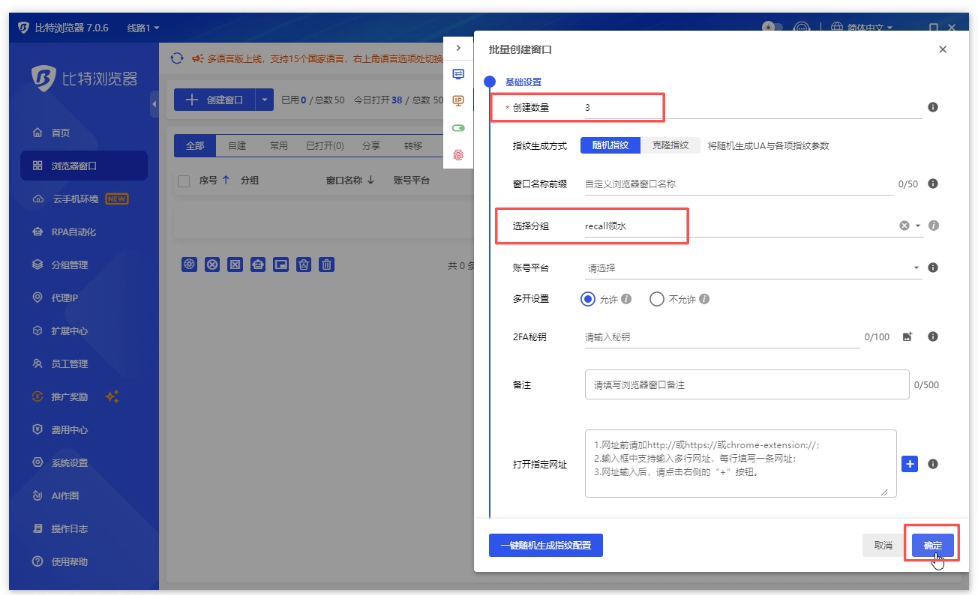 比特浏览器 7.0.6 线路1
简体中文
比特浏览器
首页
浏览器窗口
云手机环境 NEW
RPA自动化
分组管理
代理IP
扩展中心
员工管理
推广奖励
费用中心
系统设置
AI作图
操作日志
使用帮助
多语言版上线，支持15个国家语言，右上角语言选项处切换
创建窗口 已用 0 / 总数 50 今日打开 38 / 总数 50
全部 自建 常用 已打开(0) 分享 转移
序号 分组 窗口名称 账号平台
共 0 条
IP
批量创建窗口
基础设置
* 创建数量 3
指纹生成方式 随机指纹 克隆指纹 将随机生成UA与各项指纹参数
窗口名称前缀 自定义浏览器窗口名称 0/50
选择分组 recall领水
账号平台 请选择
多开设置 允许 不允许
2FA秘钥 请输入秘钥 0/100
备注 请填写浏览器窗口备注 0/500
打开指定网址
1.网址前请加http://或https://或chrome-extension://；
2.输入框中支持输入多行网址，每行填写一条网址；
3.网址输入后，请点击右侧的“+”按钮。
一键随机生成指纹配置 取消 确定